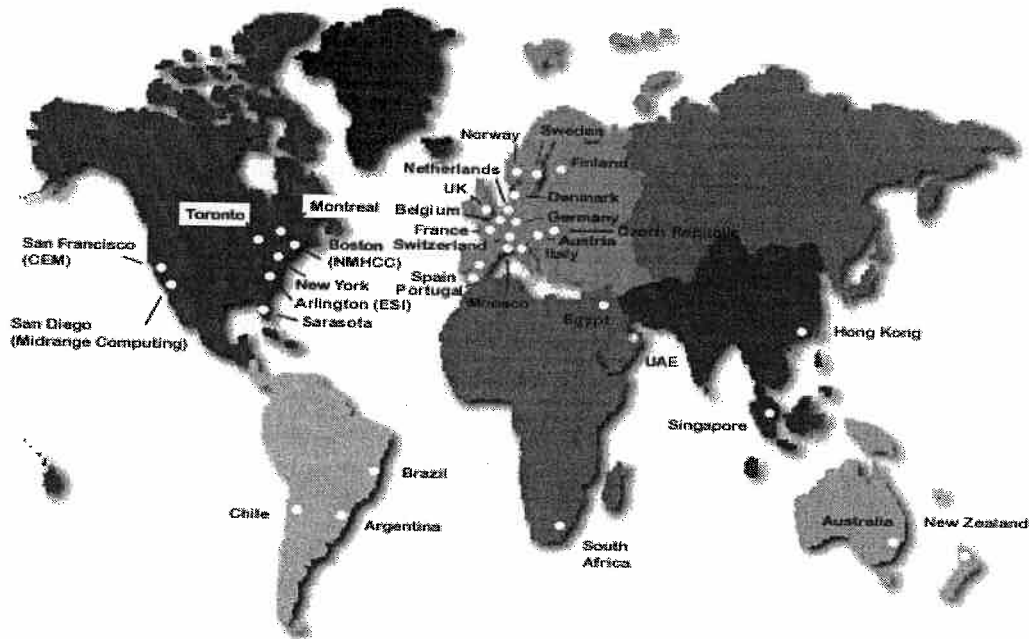 Norway
Sweden
Netherlands
Finland
UK
Denmark
Toronto
Montreal
Belgium
Germany
France
Czech Republic
San Francisco
(CEM)
Boston
(NMHCC)
Switzerland
Austria
Italy
Spain
Portugal
New York
Arlington (ESI)
Monaco
Egypt
Sarasota
San Diego
(Midrange Computing)
Hong Kong
UAE
Singapore
Brazil
Chile
Argentina
Australia
New Zealand
South
Africa